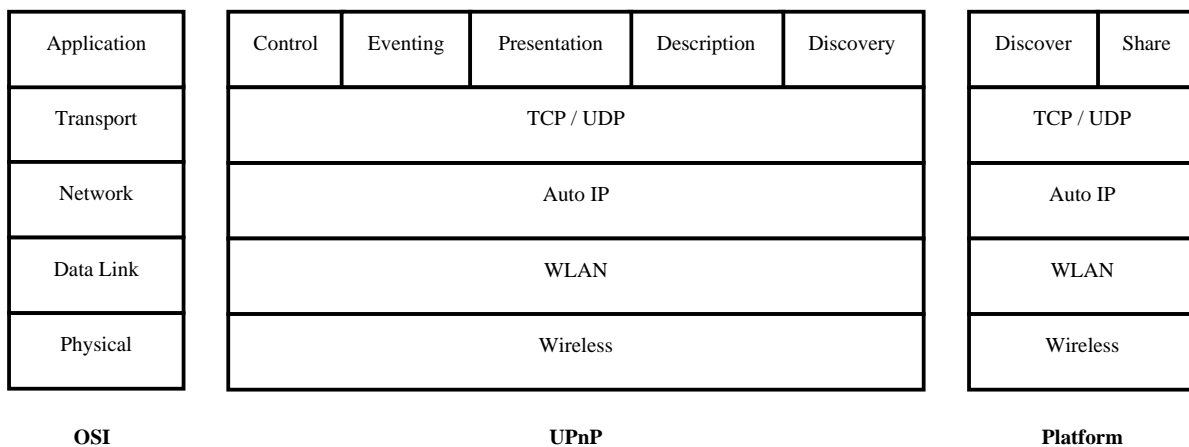 Application Control Eventing Presentation Description Discovery Discover Share
Transport TCP / UDP TCP / UDP
Network Auto IP Auto IP
Data Link WLAN WLAN
Physical Wireless Wireless
OSI UPnP Platform